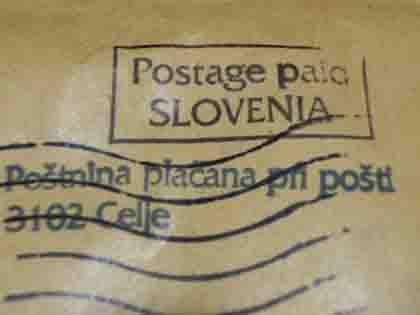 Postage paid
SLOVENIA
Poštnina plačana pri pošti
3102 Celje